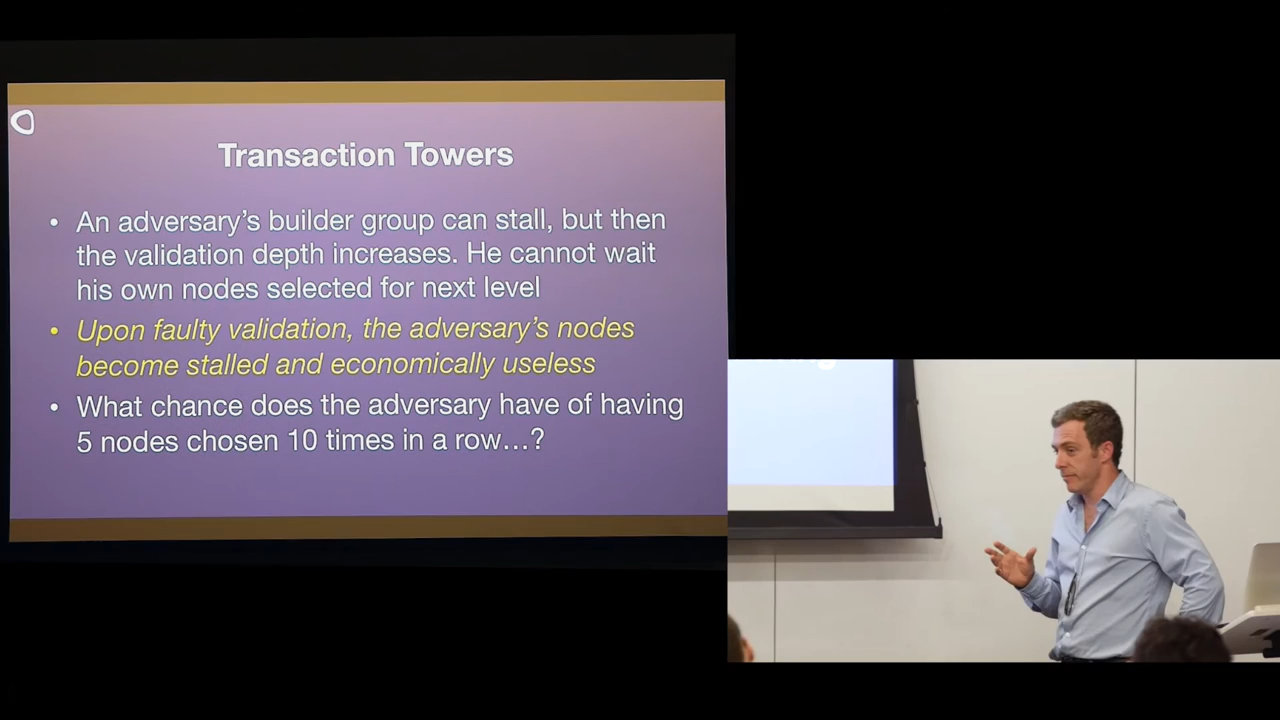 Transaction Towers
• An adversary’s builder group can stall, but then
the validation depth increases. He cannot wait
his own nodes selected for next level
• Upon faulty validation, the adversary’s nodes
become stalled and economically useless
• What chance does the adversary have of having
5 nodes chosen 10 times in a row…?